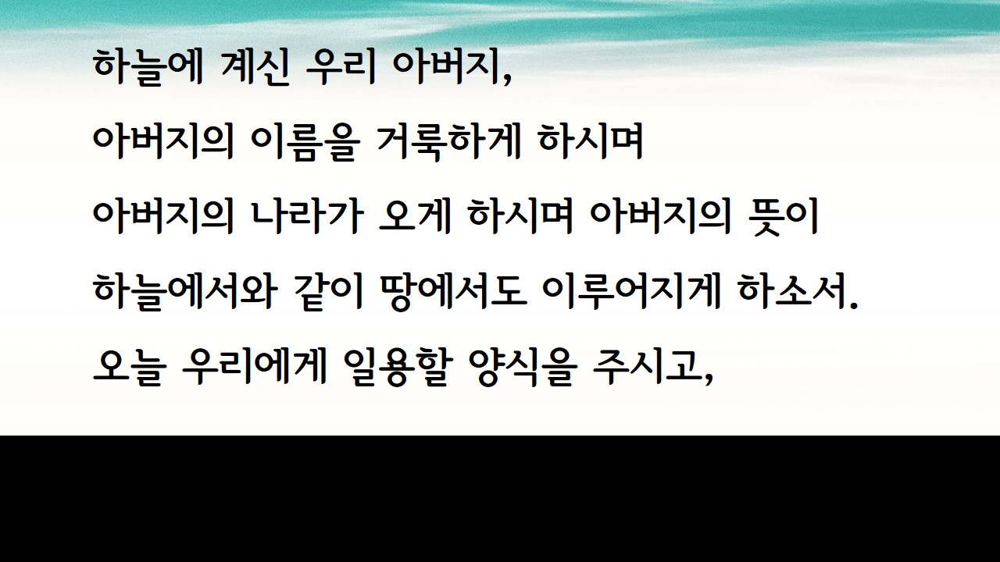 하늘에 계신 우리 아버지,
아버지의 이름을 거룩하게 하시며
아버지의 나라가 오게 하시며 아버지의 뜻이
하늘에서와 같이 땅에서도 이루어지게 하소서.
오늘 우리에게 일용할 양식을 주시고,